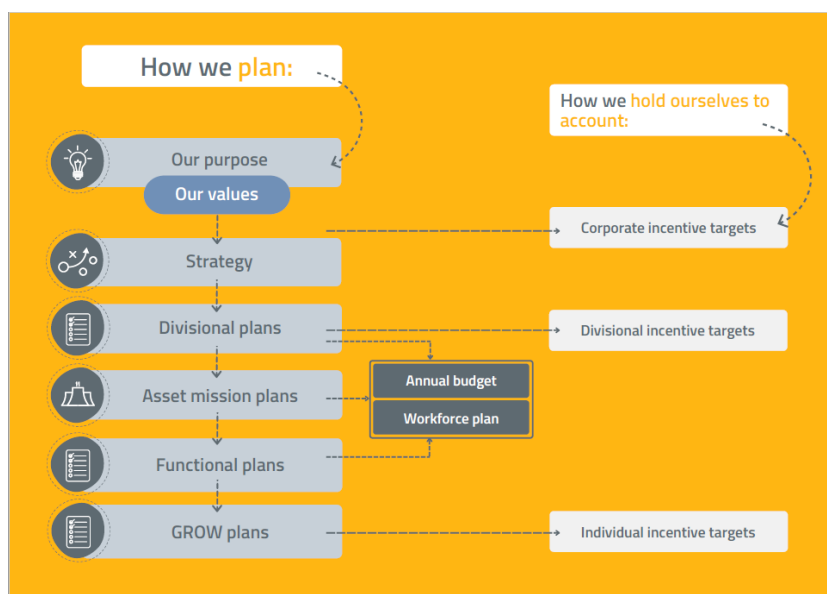 How we plan:
How we hold ourselves to
account:
Our purpose
Our values
Corporate incentive targets
Strategy
Divisional plans
Divisional incentive targets
Annual budget
Asset mission plans
Workforce plan
Functional plans
GROW plans
Individual incentive targets